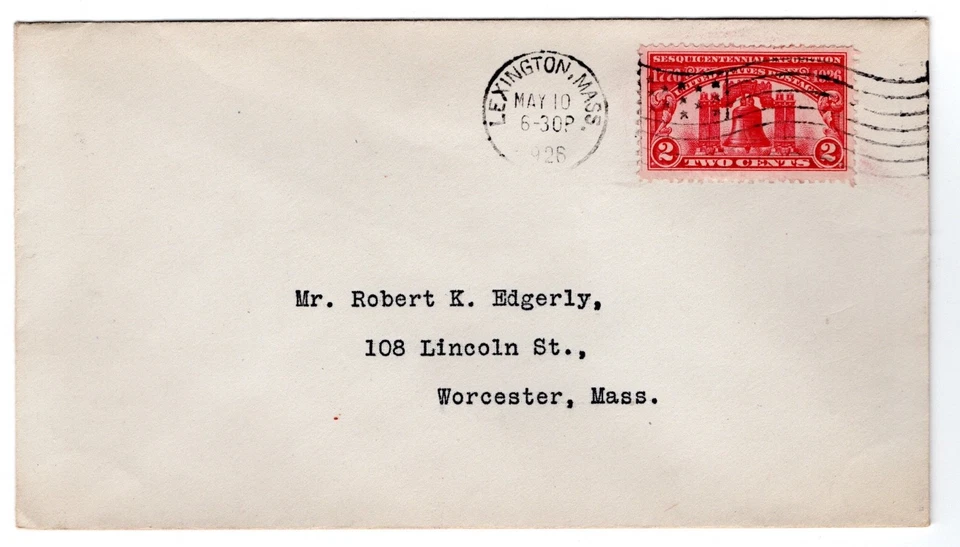 LEXINGTON, MASS.
MAY 10
6-30P
1926
SESQUICENTENNIAL EXPOSITION
1776 1926
UNITED STATES POSTAGE
2 TWO CENTS 2
Mr. Robert K. Edgerly,
108 Lincoln St.,
Worcester, Mass.